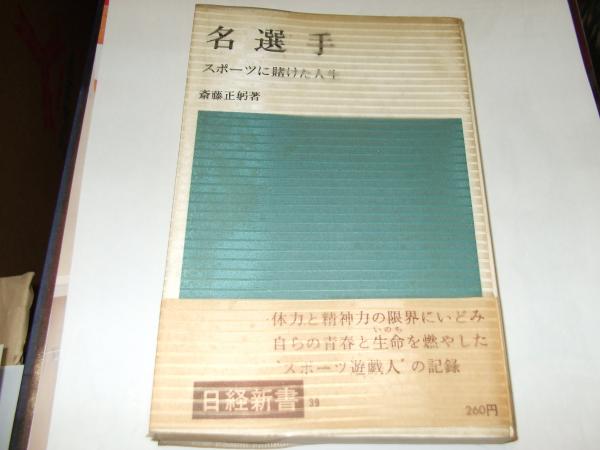 名選手
スポーツに賭けた人生
斎藤正躬著
体力と精神力の限界にいどみ
いのち
自らの青春と生命を燃やした
"スポーツ遊戯人"の記録
日経新書
39
260円